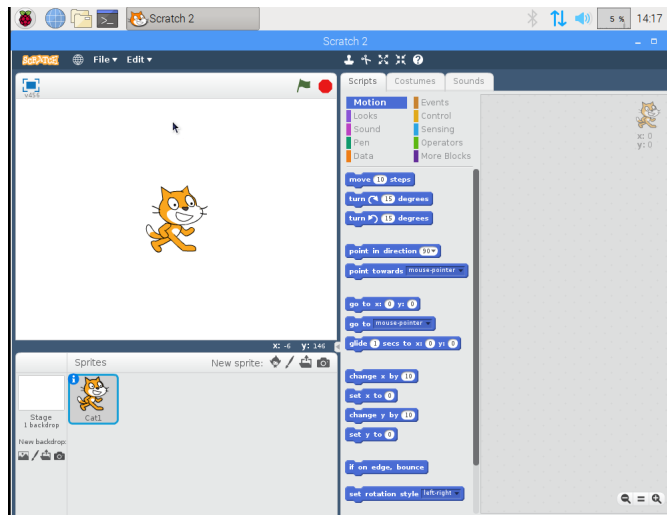 Scratch 2
5 %
14:17
Scratch 2
SCRATCH
File
Edit
v456
Scripts
Costumes
Sounds
Motion
Looks
Sound
Pen
Data
Events
Control
Sensing
Operators
More Blocks
x: 0
y: 0
move 10 steps
turn 15 degrees
turn 15 degrees
point in direction 90
point towards mouse-pointer
go to x: 0 y: 0
go to mouse-pointer
glide 1 secs to x: 0 y: 0
change x by 10
set x to 0
change y by 10
set y to 0
if on edge, bounce
set rotation style left-right
x: -6 y: 146
Sprites
New sprite:
Stage
1 backdrop
New backdrop:
Cat1